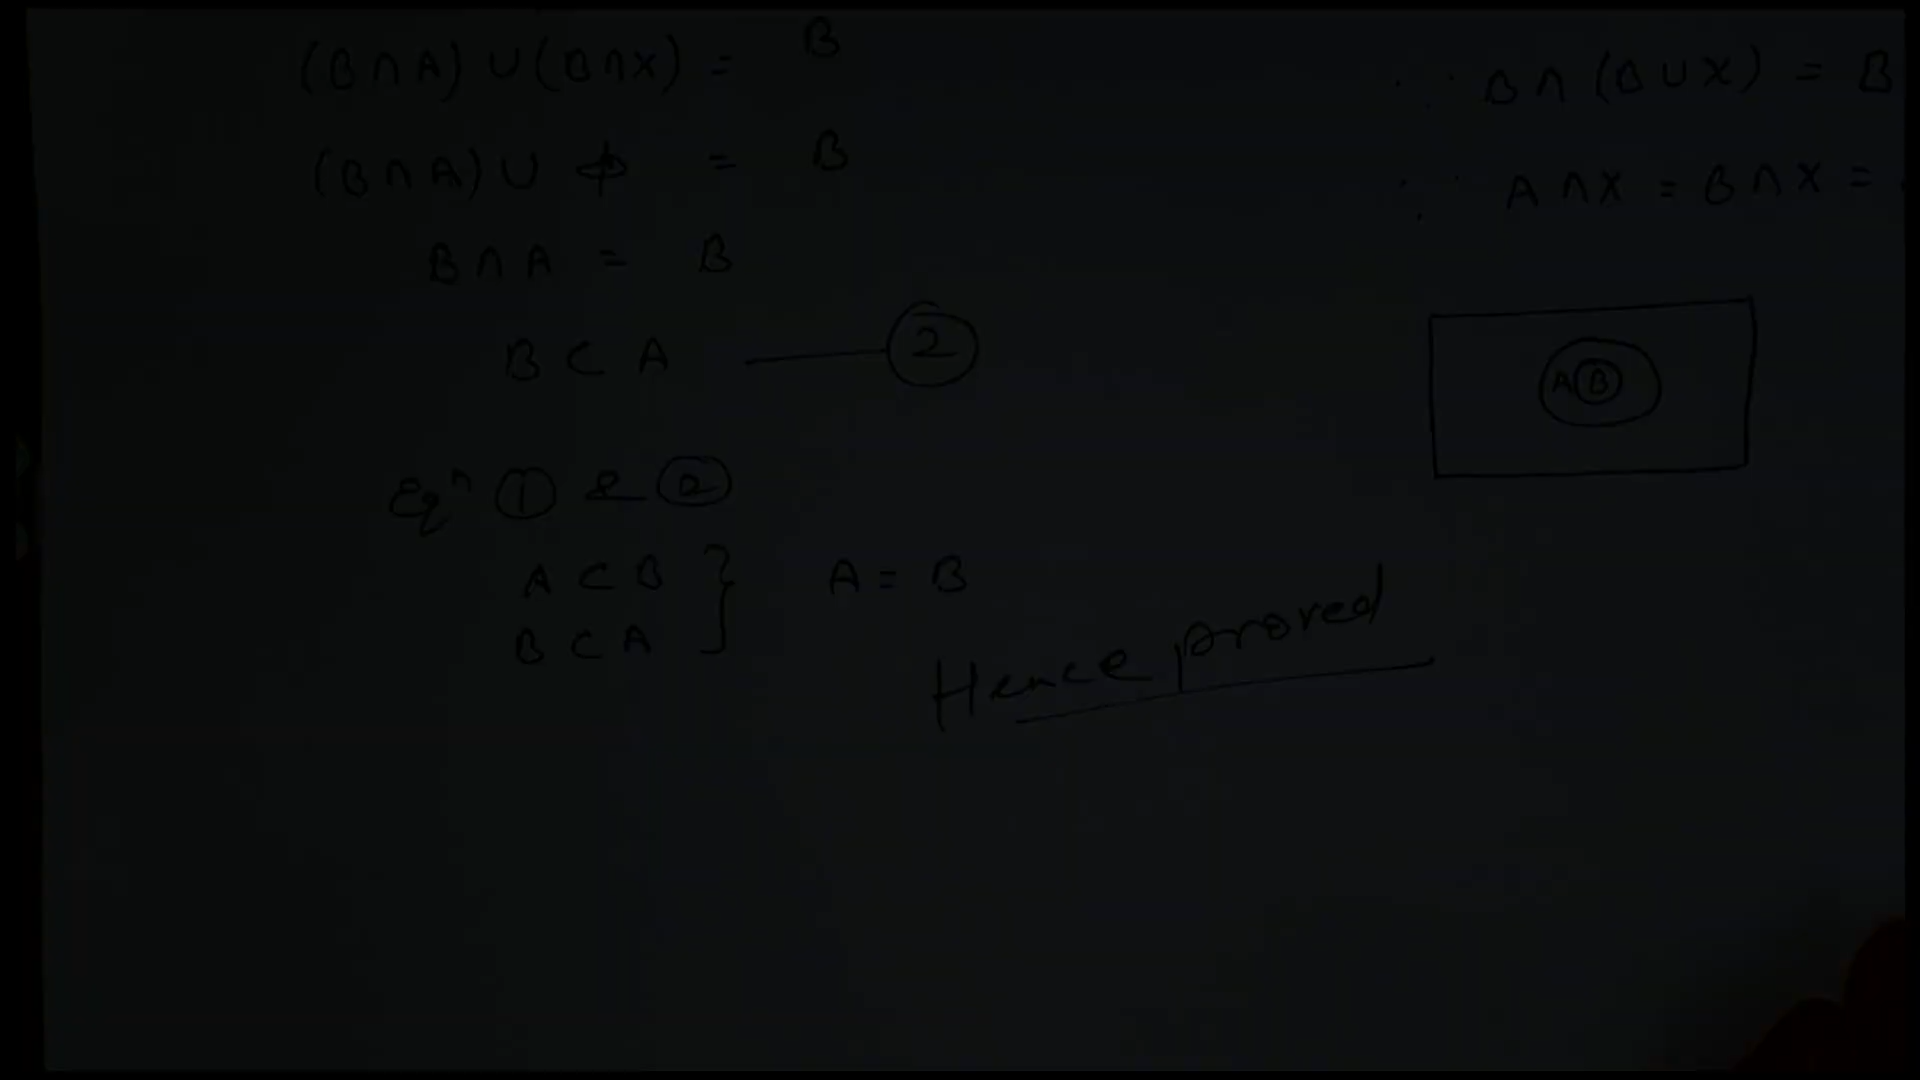 (B∩A) ∪ (B∩X) = B ∵ B∩(B∪X) = B
(B∩A) ∪ ϕ = B ∵ A∩X = B∩X =
B∩A = B
B ⊂ A —— 2
A B
Eqⁿ 1 & 2
A ⊂ B } A = B
B ⊂ A
Hence proved